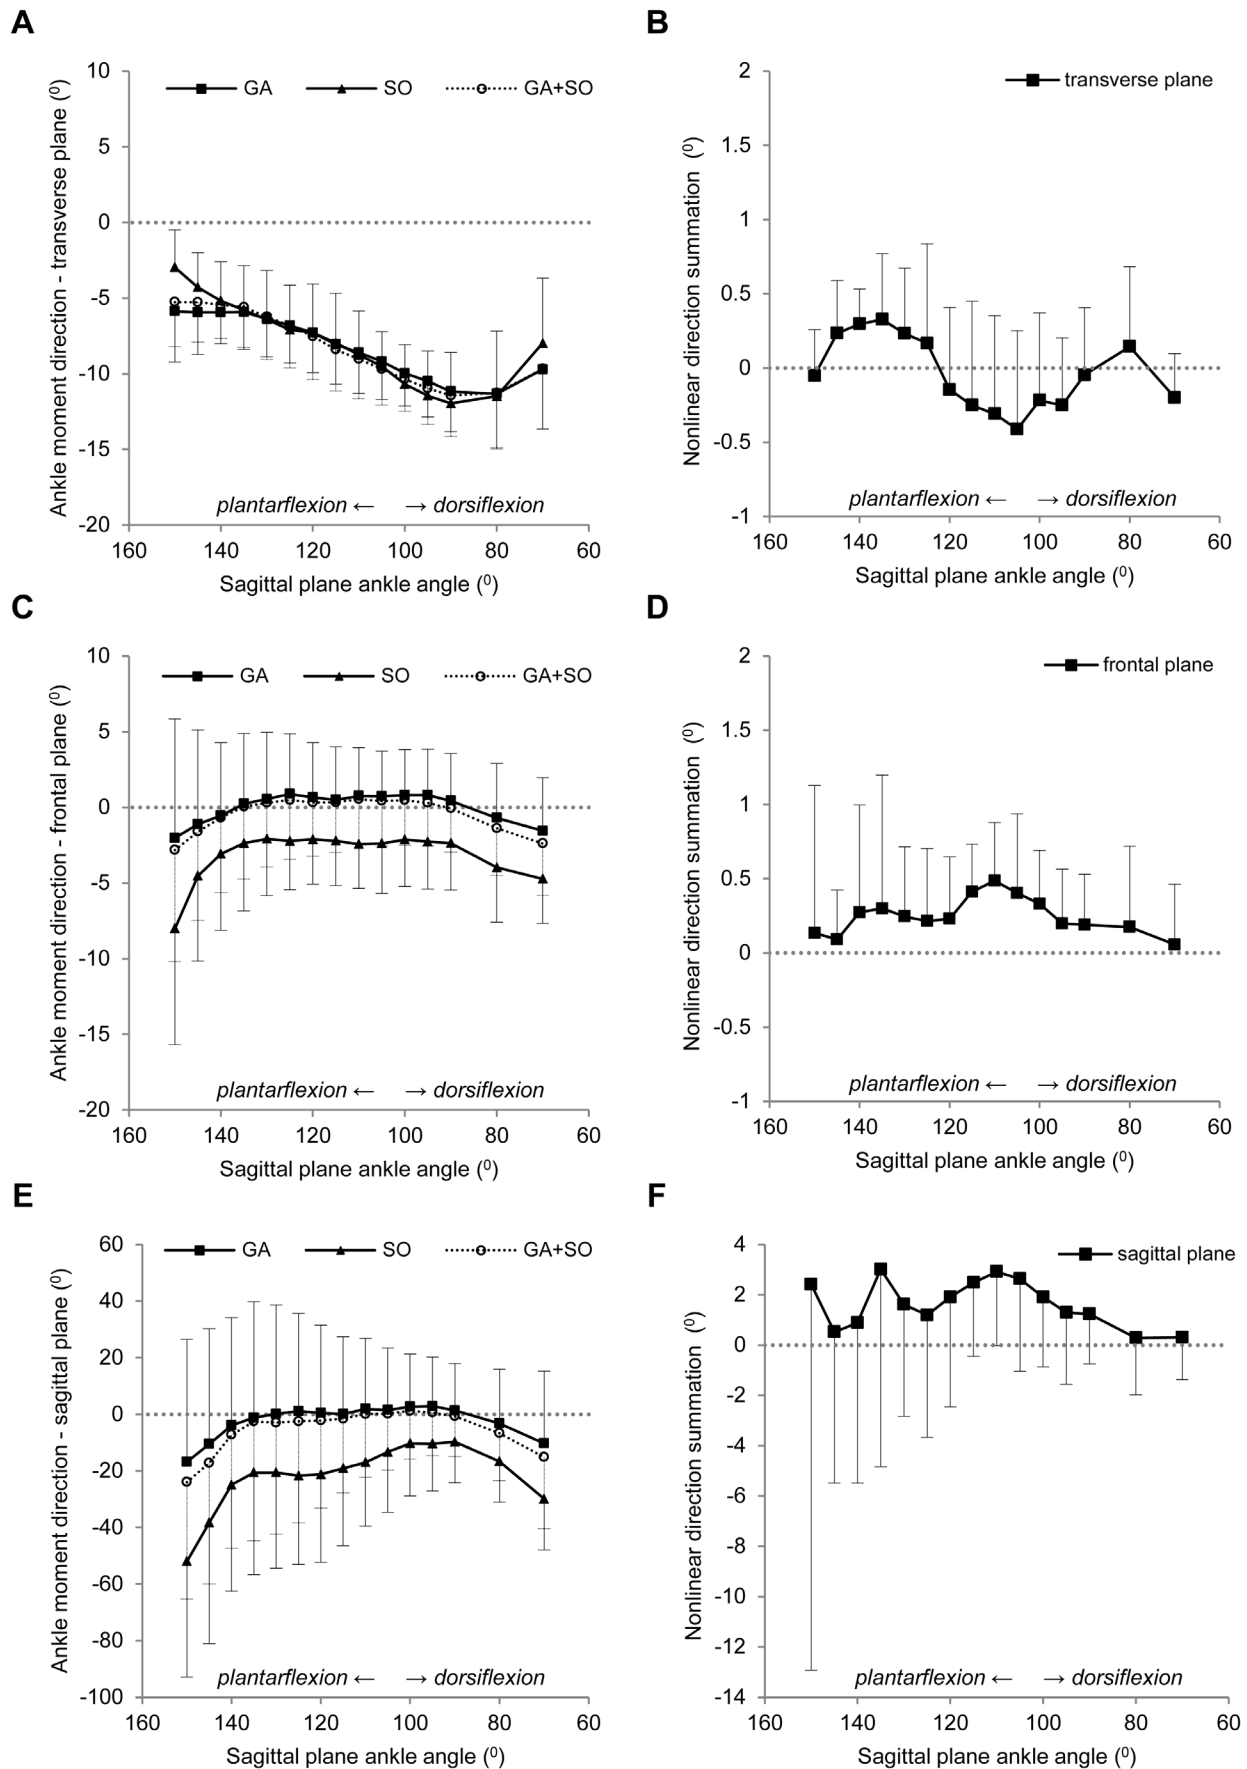 A
Ankle moment direction - transverse plane (⁰)
10
5
0
-5
-10
-15
-20
GA
SO
GA+SO
plantarflexion ← → dorsiflexion
160 140 120 100 80 60
Sagittal plane ankle angle (⁰)
B
Nonlinear direction summation (⁰)
2
1.5
1
0.5
0
-0.5
-1
transverse plane
plantarflexion ← → dorsiflexion
160 140 120 100 80 60
Sagittal plane ankle angle (⁰)
C
Ankle moment direction - frontal plane (⁰)
10
5
0
-5
-10
-15
-20
GA
SO
GA+SO
plantarflexion ← → dorsiflexion
160 140 120 100 80 60
Sagittal plane ankle angle (⁰)
D
Nonlinear direction summation (⁰)
2
1.5
1
0.5
0
-0.5
-1
frontal plane
plantarflexion ← → dorsiflexion
160 140 120 100 80 60
Sagittal plane ankle angle (⁰)
E
Ankle moment direction - sagittal plane (⁰)
60
40
20
0
-20
-40
-60
-80
-100
GA
SO
GA+SO
plantarflexion ← → dorsiflexion
160 140 120 100 80 60
Sagittal plane ankle angle (⁰)
F
Nonlinear direction summation (⁰)
4
2
0
-2
-4
-6
-8
-10
-12
-14
sagittal plane
plantarflexion ← → dorsiflexion
160 140 120 100 80 60
Sagittal plane ankle angle (⁰)